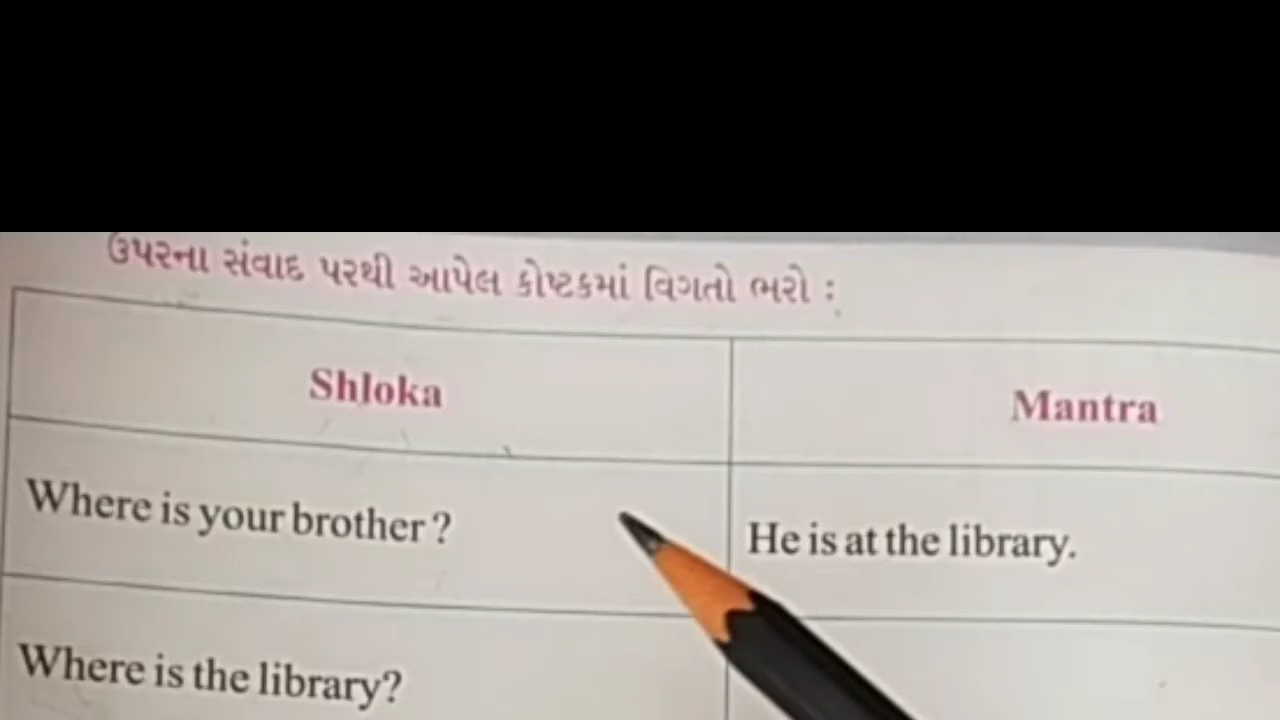 ઉપરના સંવાદ પરથી આપેલ કોષ્ટકમાં વિગતો ભરો :
Shloka
Mantra
Where is your brother ?
He is at the library.
Where is the library?